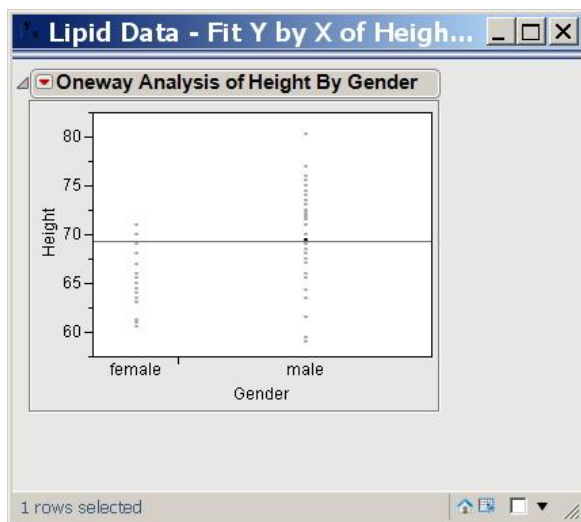 Lipid Data - Fit Y by X of Heigh...
Oneway Analysis of Height By Gender
80
75
70
65
60
Height
female male
Gender
1 rows selected